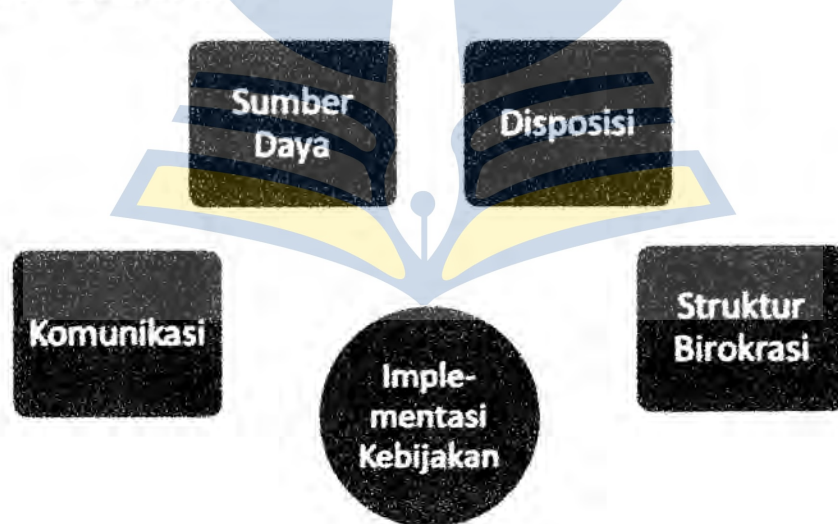 Sumber
Daya
Disposisi
Komunikasi
Struktur
Birokrasi
Imple-
mentasi
Kebijakan